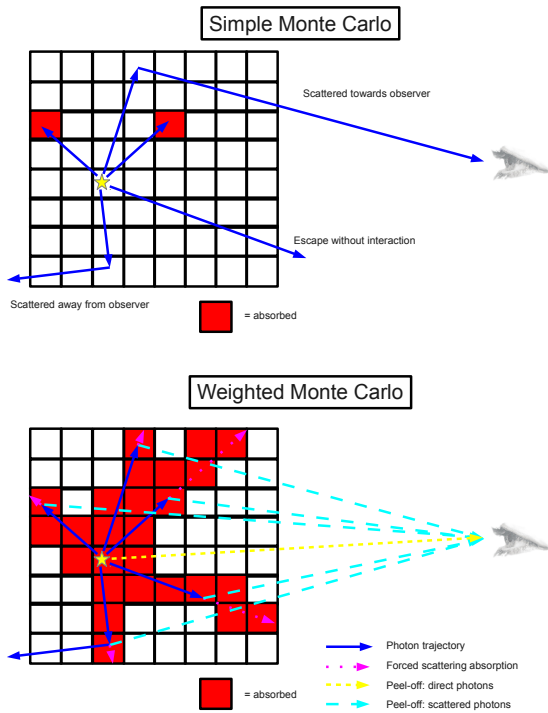 Simple Monte Carlo
Scattered towards observer
Escape without interaction
Scattered away from observer
= absorbed
Weighted Monte Carlo
Photon trajectory
Forced scattering absorption
Peel-off: direct photons
= absorbed
Peel-off: scattered photons